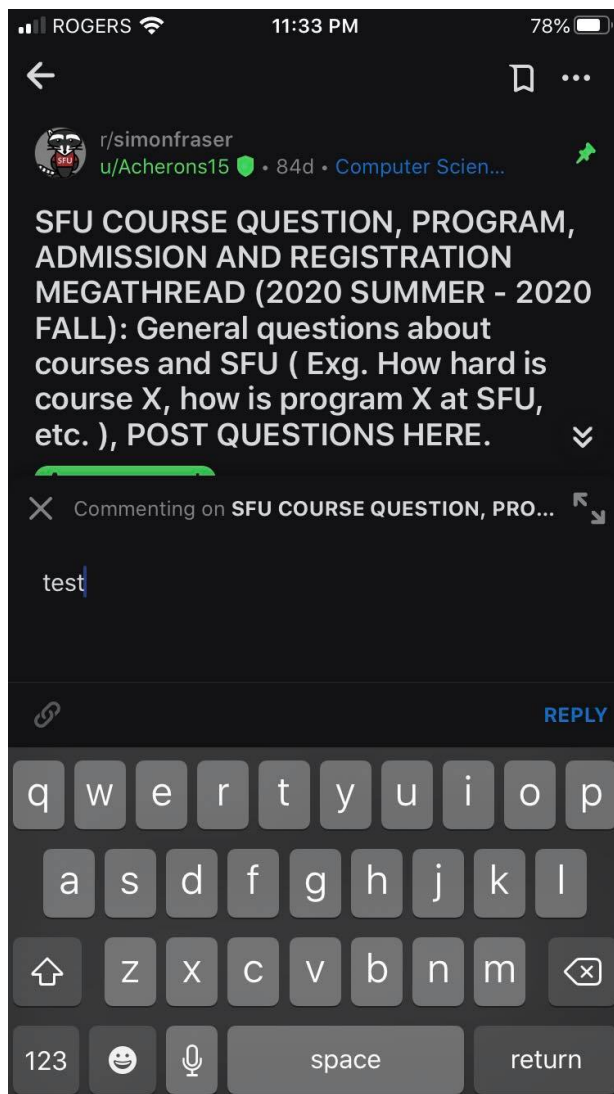 ROGERS 11:33 PM 78%
r/simonfraser
u/Acherons15 • 84d • Computer Scien...
SFU
SFU COURSE QUESTION, PROGRAM,
ADMISSION AND REGISTRATION
MEGATHREAD (2020 SUMMER - 2020
FALL): General questions about
courses and SFU ( Exg. How hard is
course X, how is program X at SFU,
etc. ), POST QUESTIONS HERE.
Commenting on SFU COURSE QUESTION, PRO...
test
REPLY
q w e r t y u i o p
a s d f g h j k l
z x c v b n m
123 space return